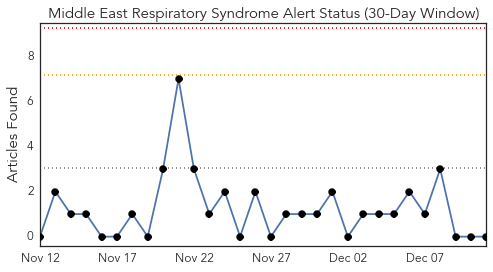 Middle East Respiratory Syndrome Alert Status (30-Day Window)
Articles Found
8
6
4
2
0
Nov 12 Nov 17 Nov 22 Nov 27 Dec 02 Dec 07